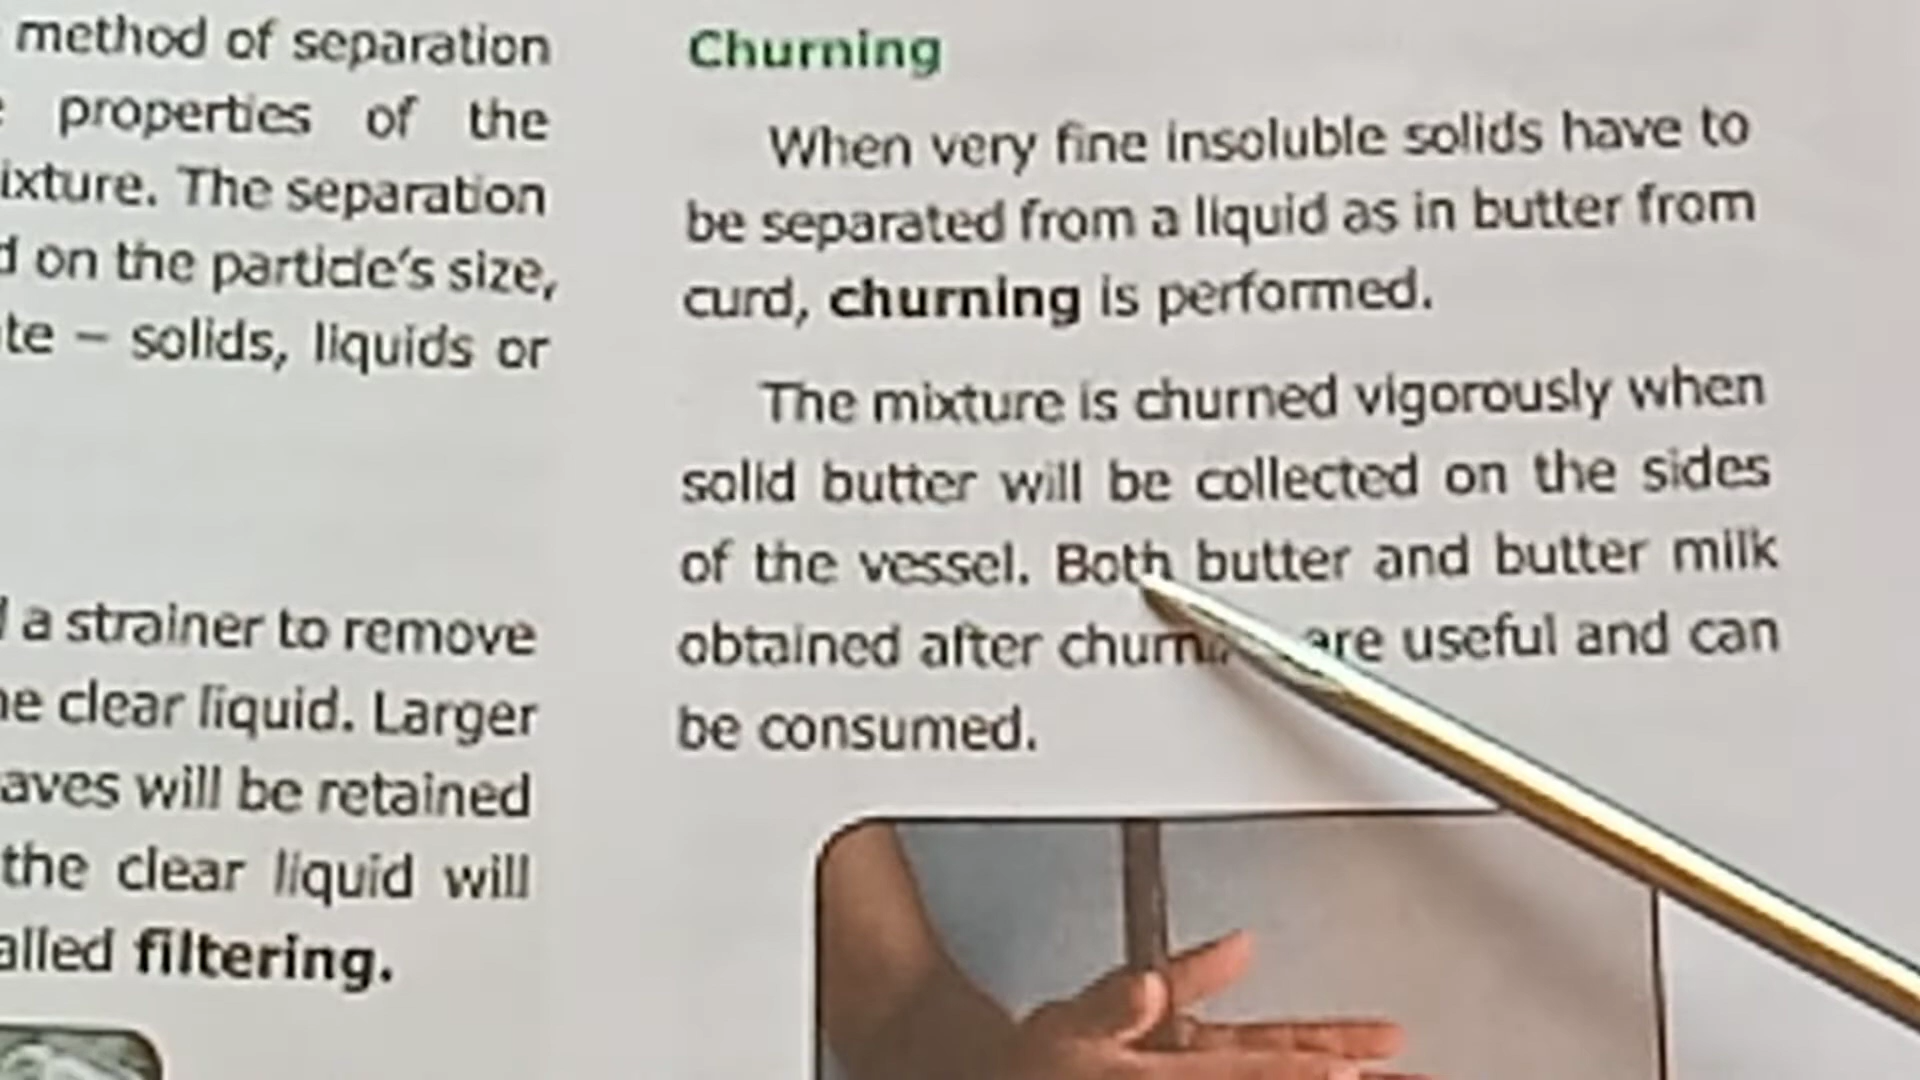 method of separation
properties of the
ixture. The separation
d on the particle's size,
te – solids, liquids or
a strainer to remove
he clear liquid. Larger
aves will be retained
the clear liquid will
alled filtering.
Churning
When very fine insoluble solids have to
be separated from a liquid as in butter from
curd, churning is performed.
The mixture is churned vigorously when
solid butter will be collected on the sides
of the vessel. Both butter and butter milk
obtained after are useful and can
be consumed.